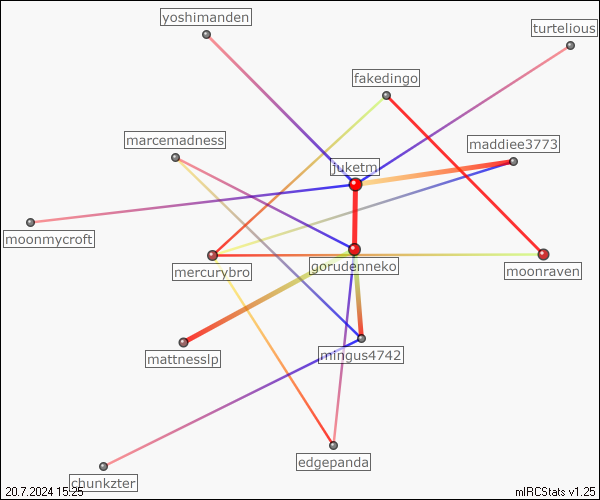 yoshimanden
turtelious
fakedingo
marcemadness
maddiee3773
juketm
moonmycroft
mercurybro
gorudenneko
moonraven
mattnesslp
mingus4742
edgepanda
chunkzter
20.7.2024 15:25
mIRCStats v1.25